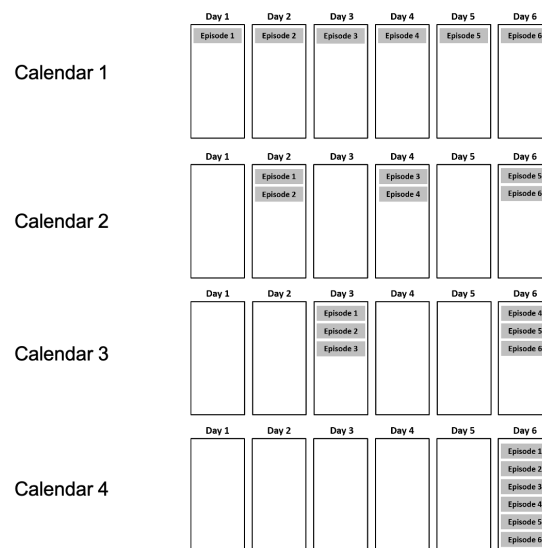 Day 1 Day 2 Day 3 Day 4 Day 5 Day 6
Episode 1 Episode 2 Episode 3 Episode 4 Episode 5 Episode 6
Calendar 1
Day 1 Day 2 Day 3 Day 4 Day 5 Day 6
Episode 1 Episode 3 Episode 5
Episode 2 Episode 4 Episode 6
Calendar 2
Day 1 Day 2 Day 3 Day 4 Day 5 Day 6
Episode 1 Episode 4
Episode 2 Episode 5
Episode 3 Episode 6
Calendar 3
Day 1 Day 2 Day 3 Day 4 Day 5 Day 6
Episode 1
Episode 2
Episode 3
Calendar 4
Episode 4
Episode 5
Episode 6